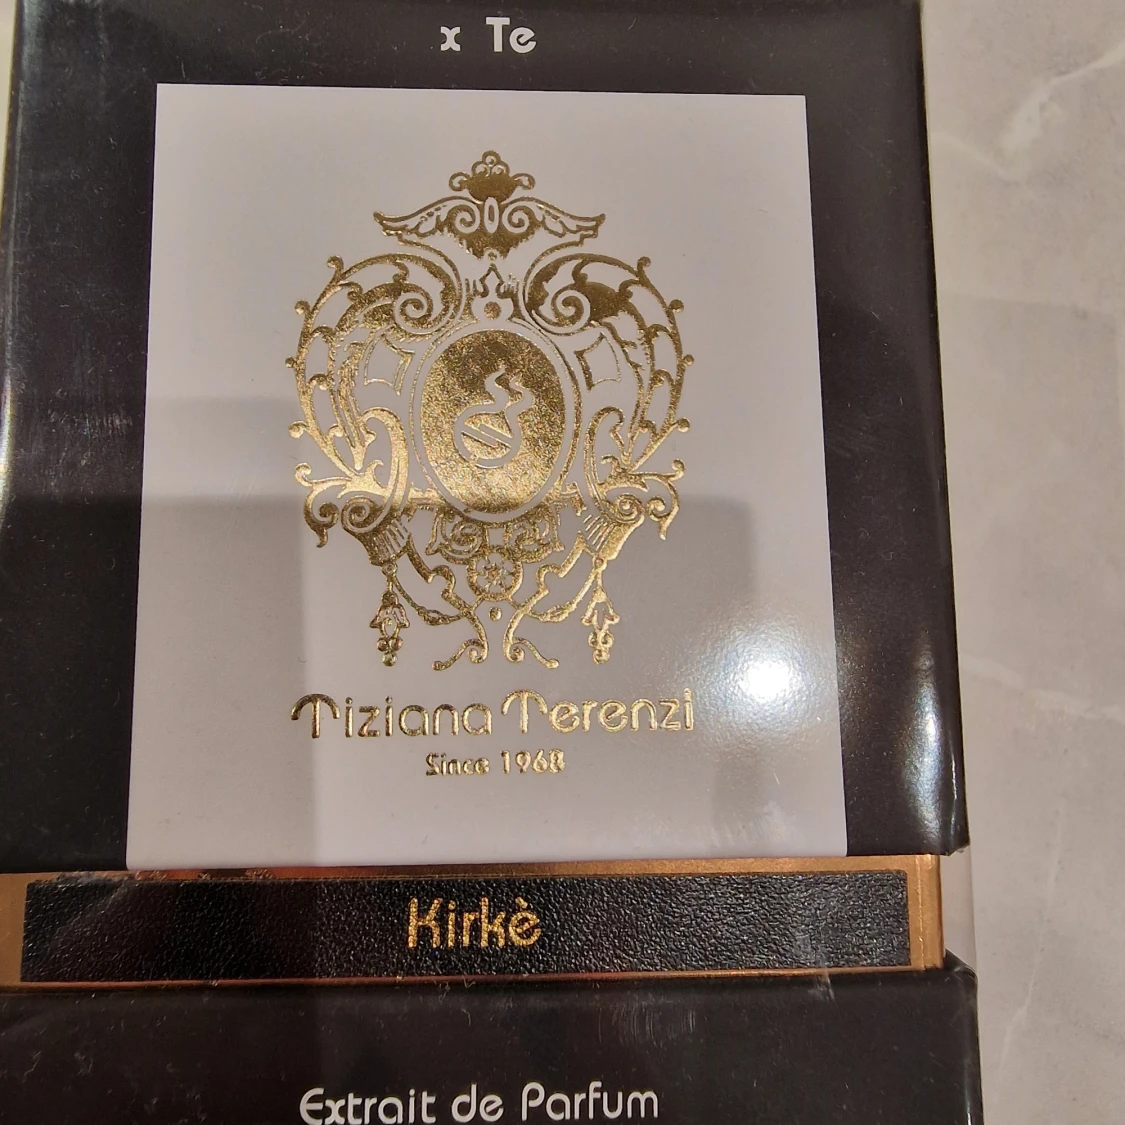 x Te
Tiziana Terenzi
Since 1968
Kirkè
Extrait de Parfum